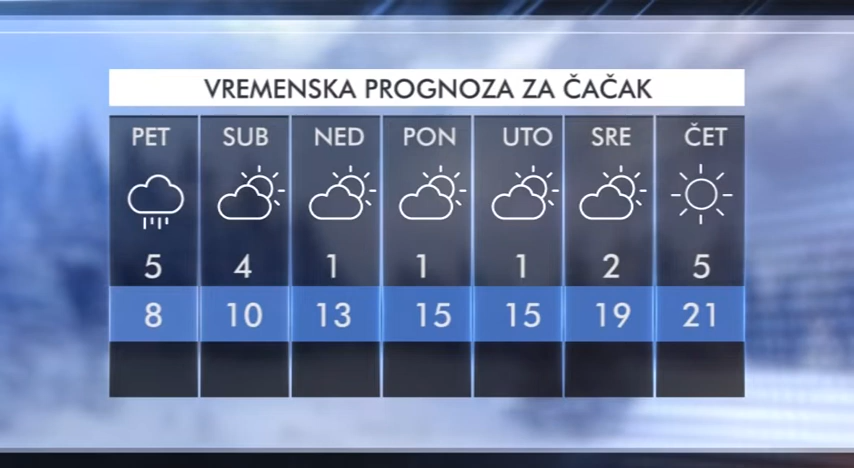 VREMENSKA PROGNOZA ZA ČAČAK
PET SUB NED PON UTO SRE ČET
5 4 1 1 1 2 5
8 10 13 15 15 19 21